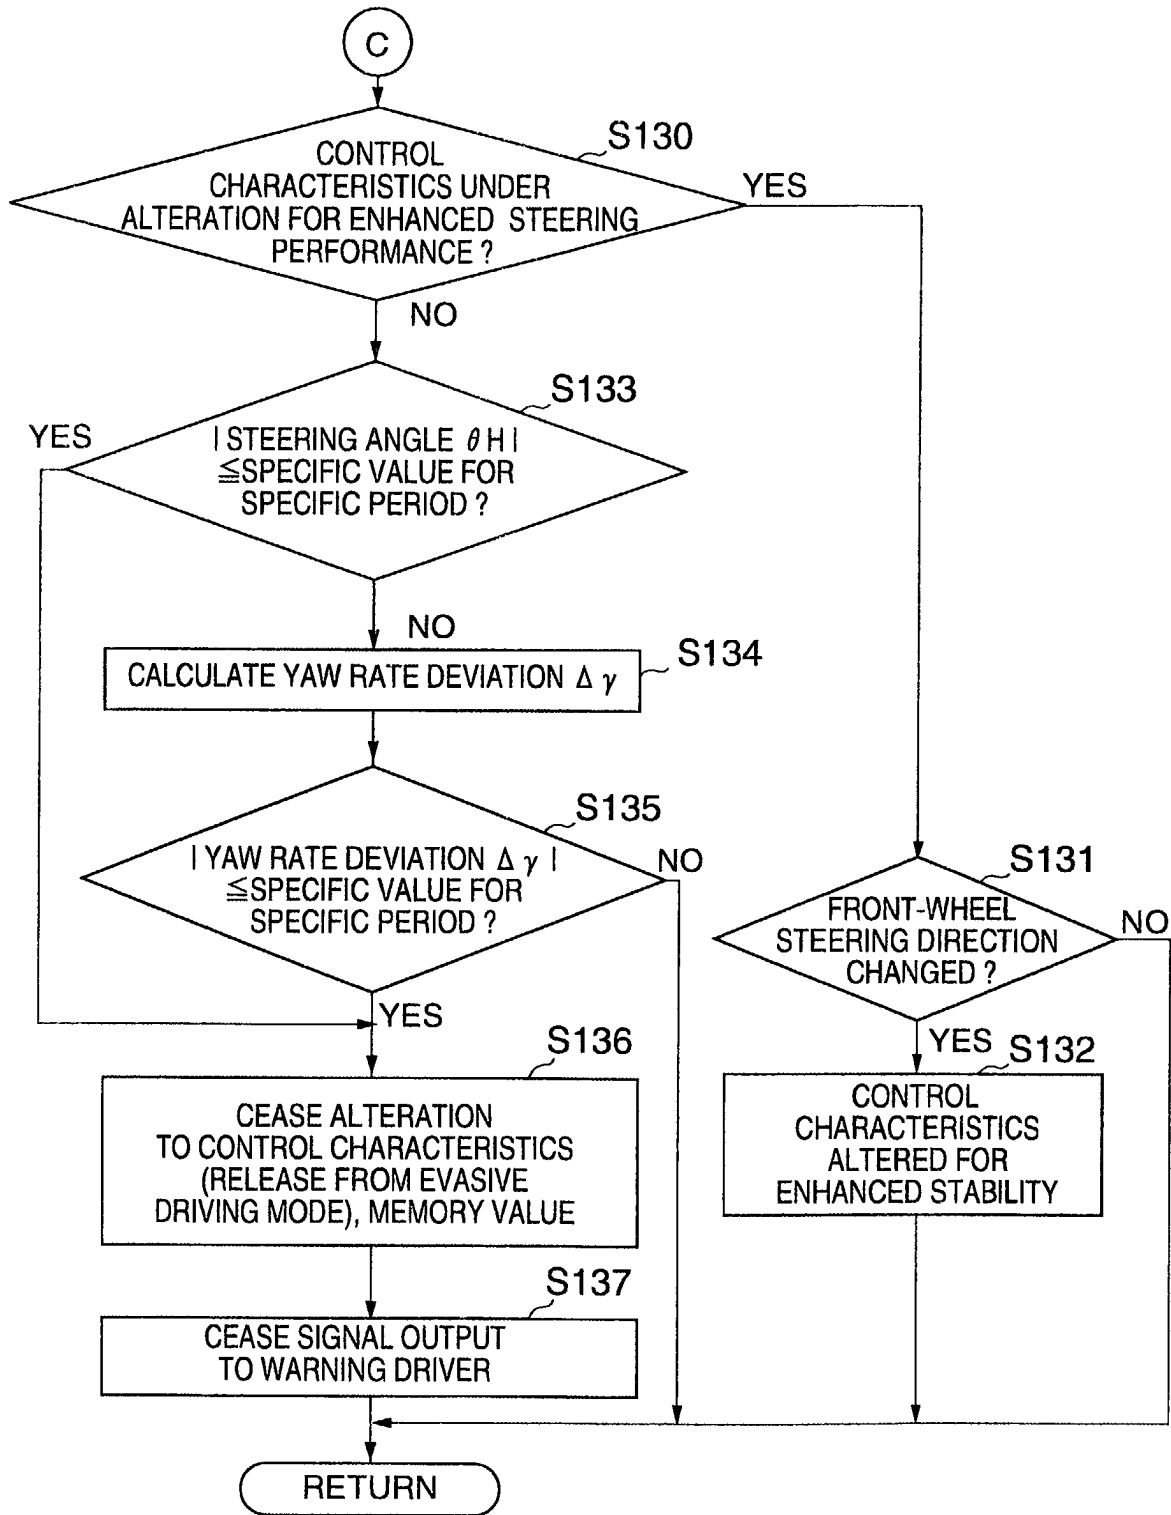 C
S130
CONTROL
CHARACTERISTICS UNDER
ALTERATION FOR ENHANCED STEERING
PERFORMANCE ?
YES
NO
S133
YES
| STEERING ANGLE θ H |
≦SPECIFIC VALUE FOR
SPECIFIC PERIOD ?
NO
S134
CALCULATE YAW RATE DEVIATION Δ γ
S135
| YAW RATE DEVIATION Δ γ |
≦SPECIFIC VALUE FOR
SPECIFIC PERIOD ?
NO
YES
S131
FRONT-WHEEL
STEERING DIRECTION
CHANGED ?
NO
YES
S132
CONTROL
CHARACTERISTICS
ALTERED FOR
ENHANCED STABILITY
S136
CEASE ALTERATION
TO CONTROL CHARACTERISTICS
(RELEASE FROM EVASIVE
DRIVING MODE), MEMORY VALUE
S137
CEASE SIGNAL OUTPUT
TO WARNING DRIVER
RETURN